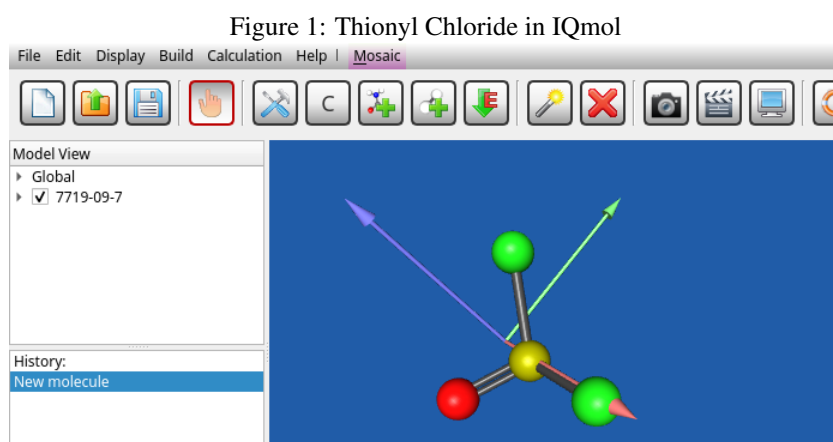 Figure 1: Thionyl Chloride in IQmol
File Edit Display Build Calculation Help | Mosaic
C E
Model View
Global
7719-09-7
History:
New molecule